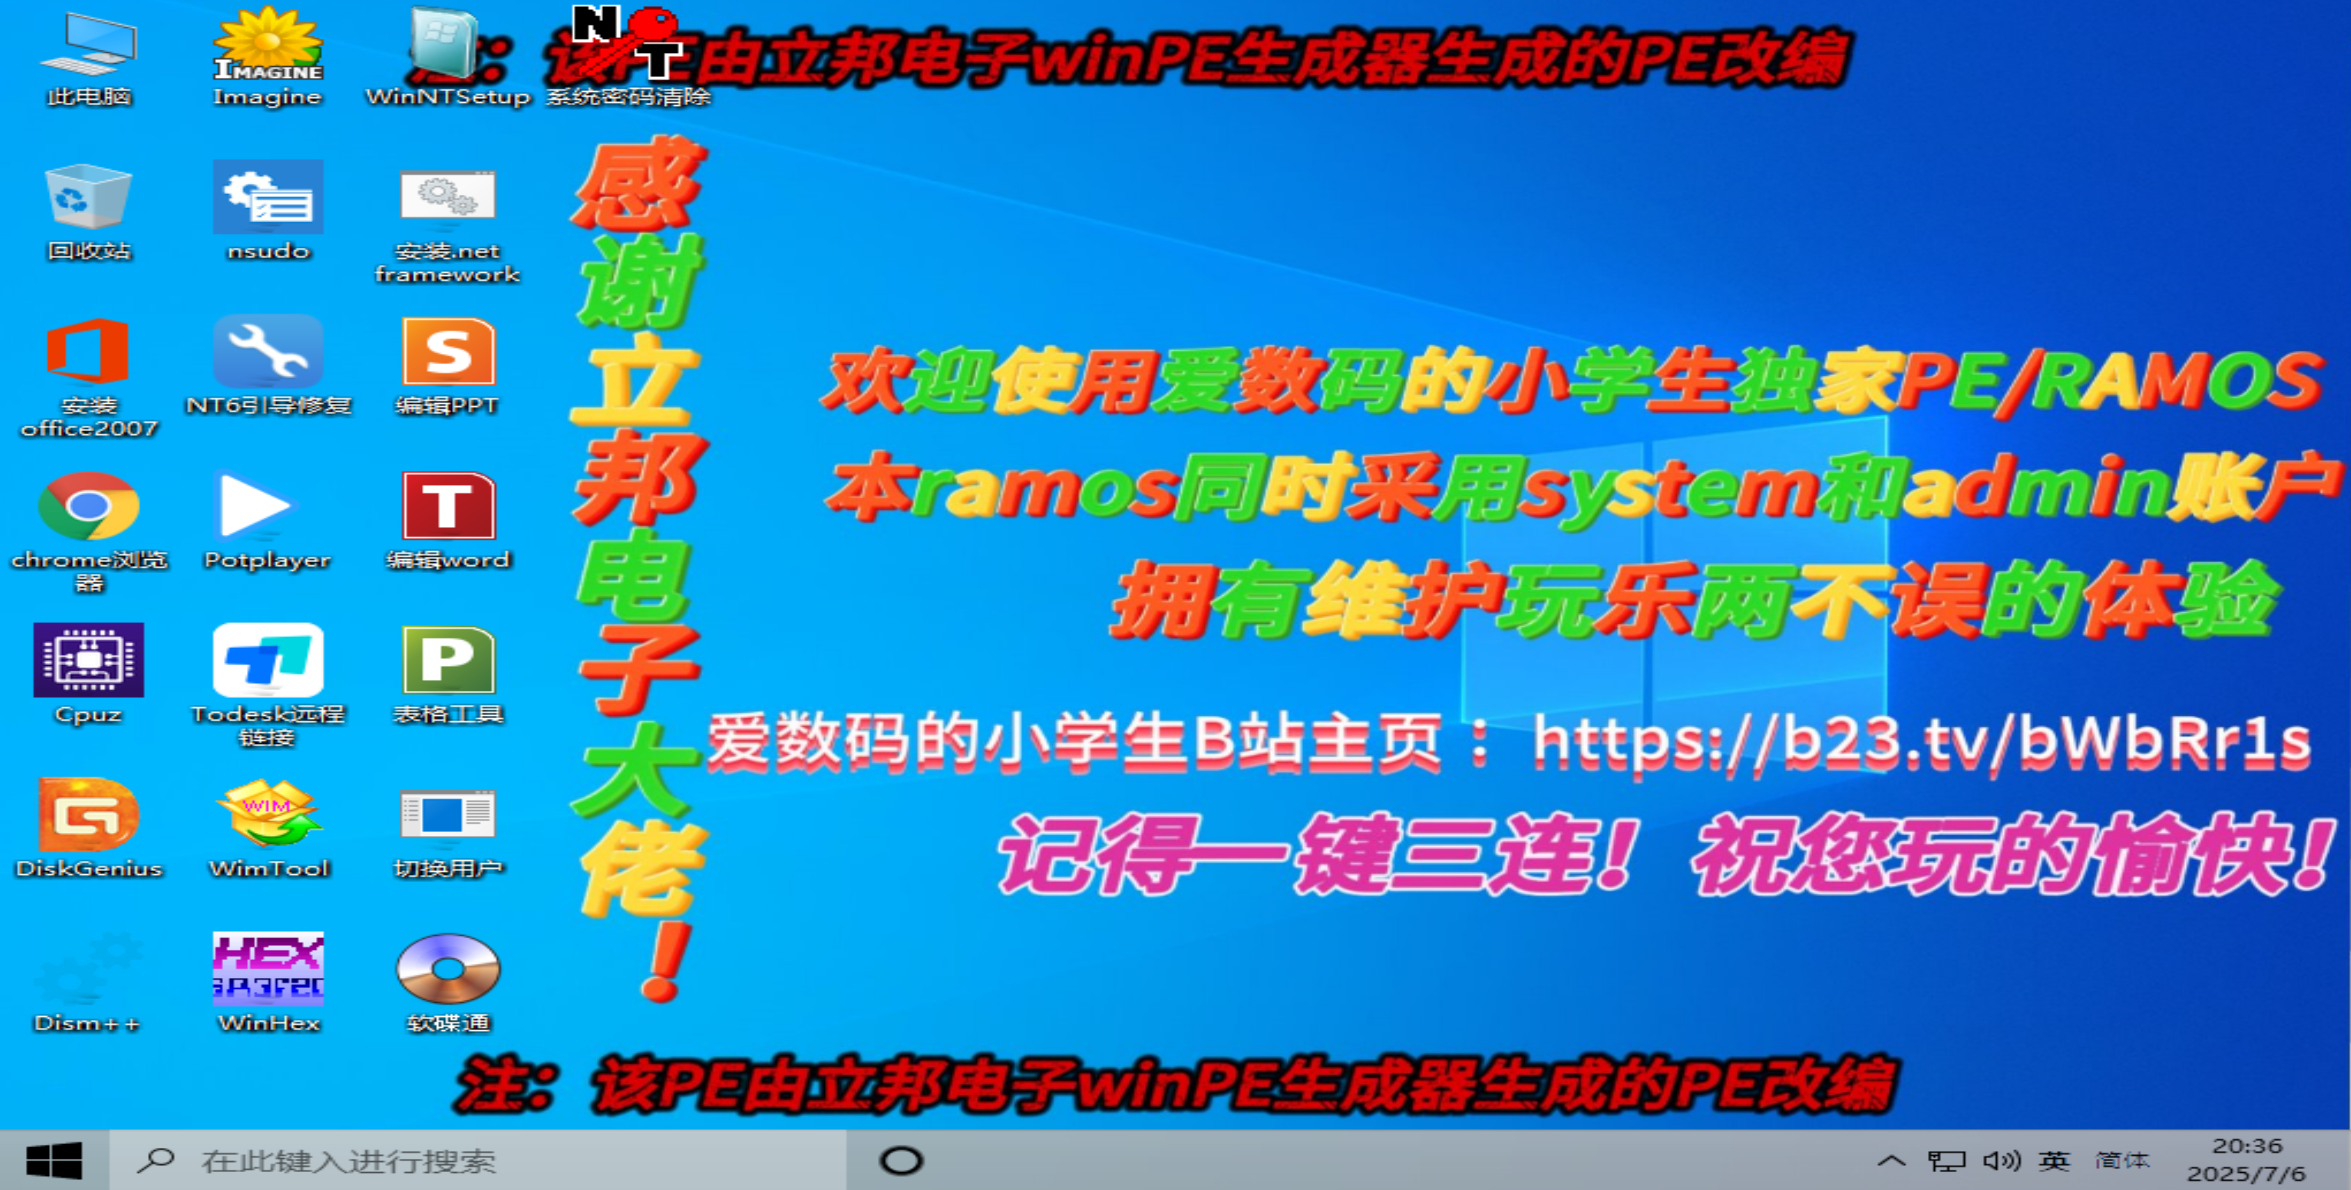 注：该PE由立邦电子winPE生成器生成的PE改编
此电脑
IMAGINE
Imagine
WinNTSetup
NT
系统密码清除
回收站
nsudo
安装.net
framework
安装
office2007
NT6引导修复
S
编辑PPT
chrome浏览
器
Potplayer
T
编辑word
Cpuz
Todesk远程
链接
P
表格工具
DiskGenius
WIM
WimTool
切换用户
Dism++
HEX
WinHex
软碟通
感谢立邦电子大佬！
欢迎使用爱数码的小学生独家PE/RAMOS
本ramos同时采用system和admin账户
拥有维护玩乐两不误的体验
爱数码的小学生B站主页：https://b23.tv/bWbRr1s
记得一键三连！祝您玩的愉快！
注：该PE由立邦电子winPE生成器生成的PE改编
在此键入进行搜索
英
简体
20:36
2025/7/6